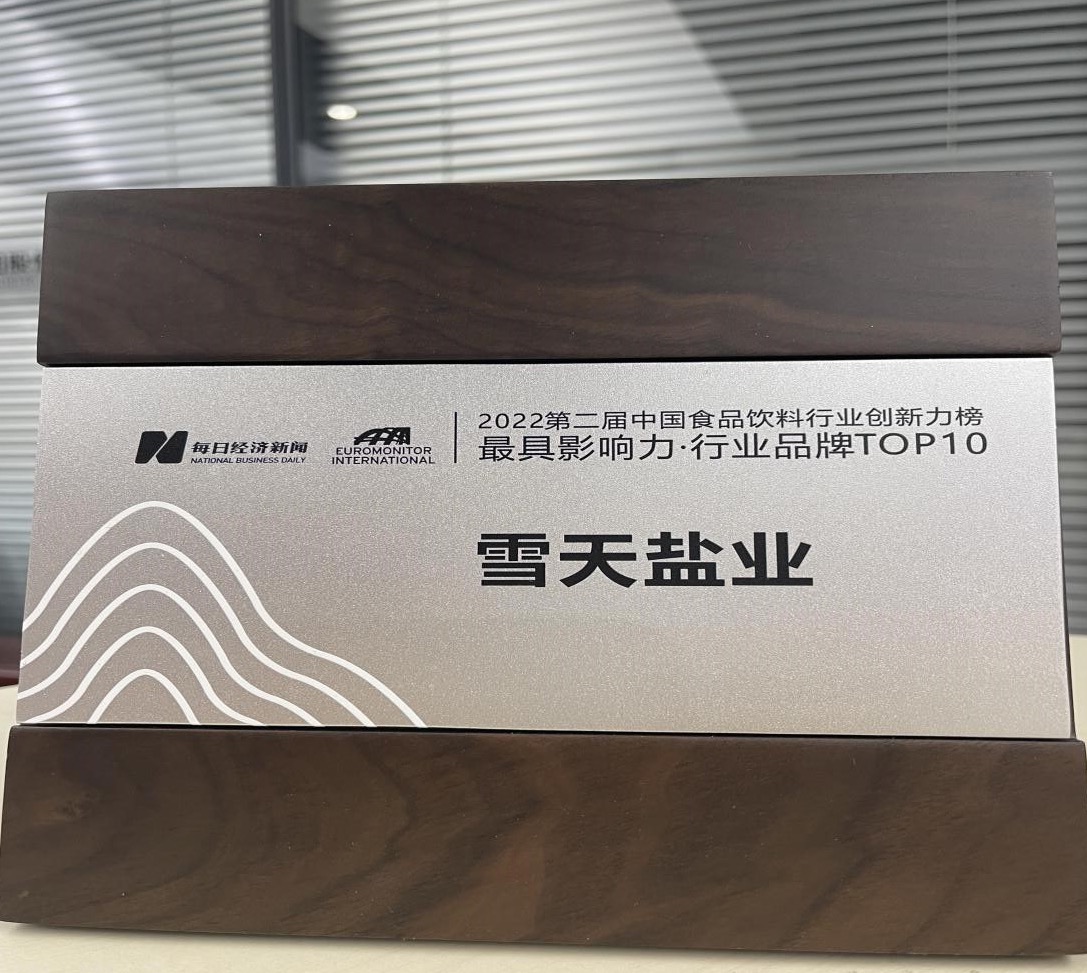 每日经济新闻
NATIONAL BUSINESS DAILY
EUROMONITOR
INTERNATIONAL
2022第二届中国食品饮料行业创新力榜
最具影响力·行业品牌TOP10
雪天盐业